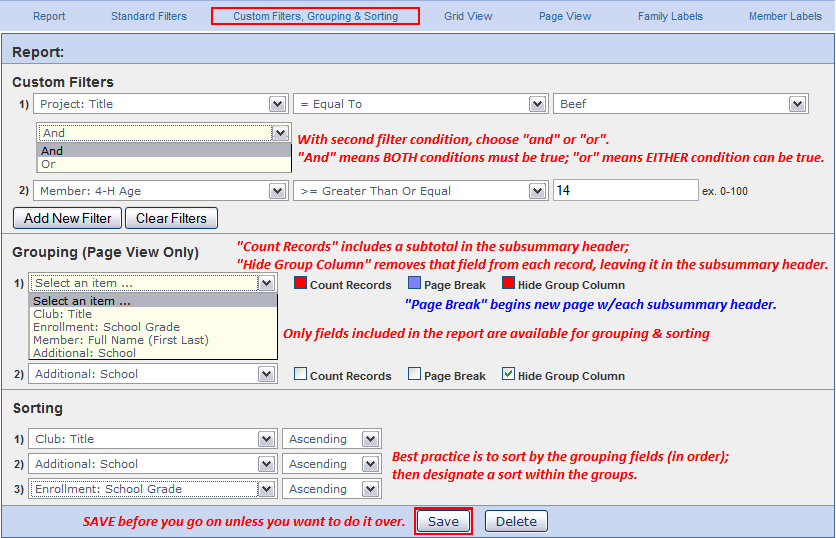 Report Standard Filters Custom Filters, Grouping & Sorting Grid View Page View Family Labels Member Labels
Report:
Custom Filters
1) Project: Title = Equal To Beef
And
And
Or
With second filter condition, choose "and" or "or".
"And" means BOTH conditions must be true; "or" means EITHER condition can be true.
2) Member: 4-H Age >= Greater Than Or Equal 14 ex. 0-100
Add New Filter Clear Filters
Grouping (Page View Only)
"Count Records" includes a subtotal in the subsummary header;
"Hide Group Column" removes that field from each record, leaving it in the subsummary header.
1) Select an item ... Count Records Page Break Hide Group Column
Select an item ...
Club: Title
Enrollment: School Grade
Member: Full Name (First Last)
Additional: School
"Page Break" begins new page w/each subsummary header.
Only fields included in the report are available for grouping & sorting
2) Additional: School Count Records Page Break Hide Group Column
Sorting
1) Club: Title Ascending
2) Additional: School Ascending
3) Enrollment: School Grade Ascending
Best practice is to sort by the grouping fields (in order);
then designate a sort within the groups.
SAVE before you go on unless you want to do it over. Save Delete